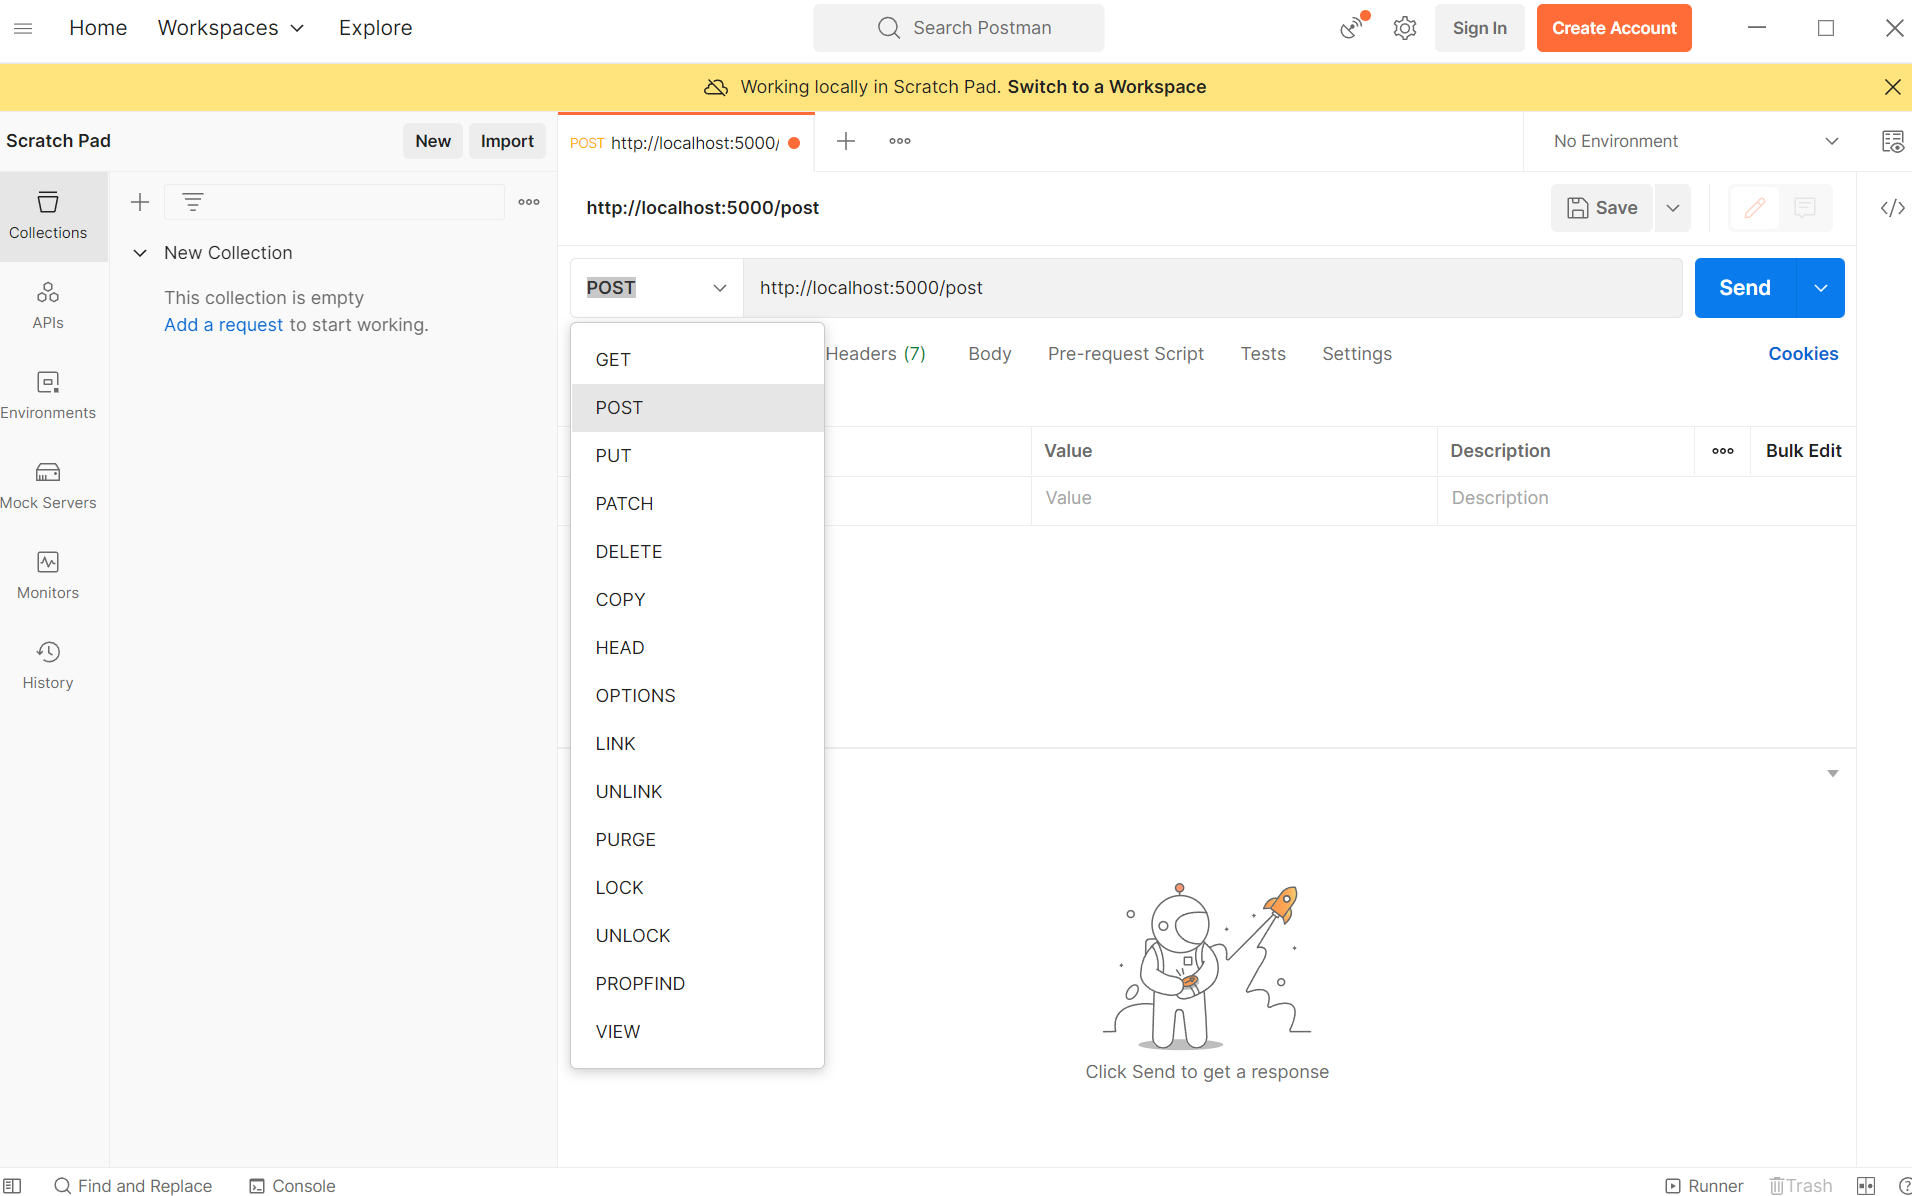 Home Workspaces Explore Search Postman Sign In Create Account
Working locally in Scratch Pad. Switch to a Workspace
Scratch Pad New Import POST http://localhost:5000/ No Environment
http://localhost:5000/post Save
Collections
New Collection
This collection is empty
Add a request to start working.
APIs
Environments
Mock Servers
Monitors
History
POST http://localhost:5000/post Send
Headers (7) Body Pre-request Script Tests Settings Cookies
GET
POST
PUT
PATCH
DELETE
COPY
HEAD
OPTIONS
LINK
UNLINK
PURGE
LOCK
UNLOCK
PROPFIND
VIEW
Value Description Bulk Edit
Value Description
Click Send to get a response
Find and Replace Console Runner Trash